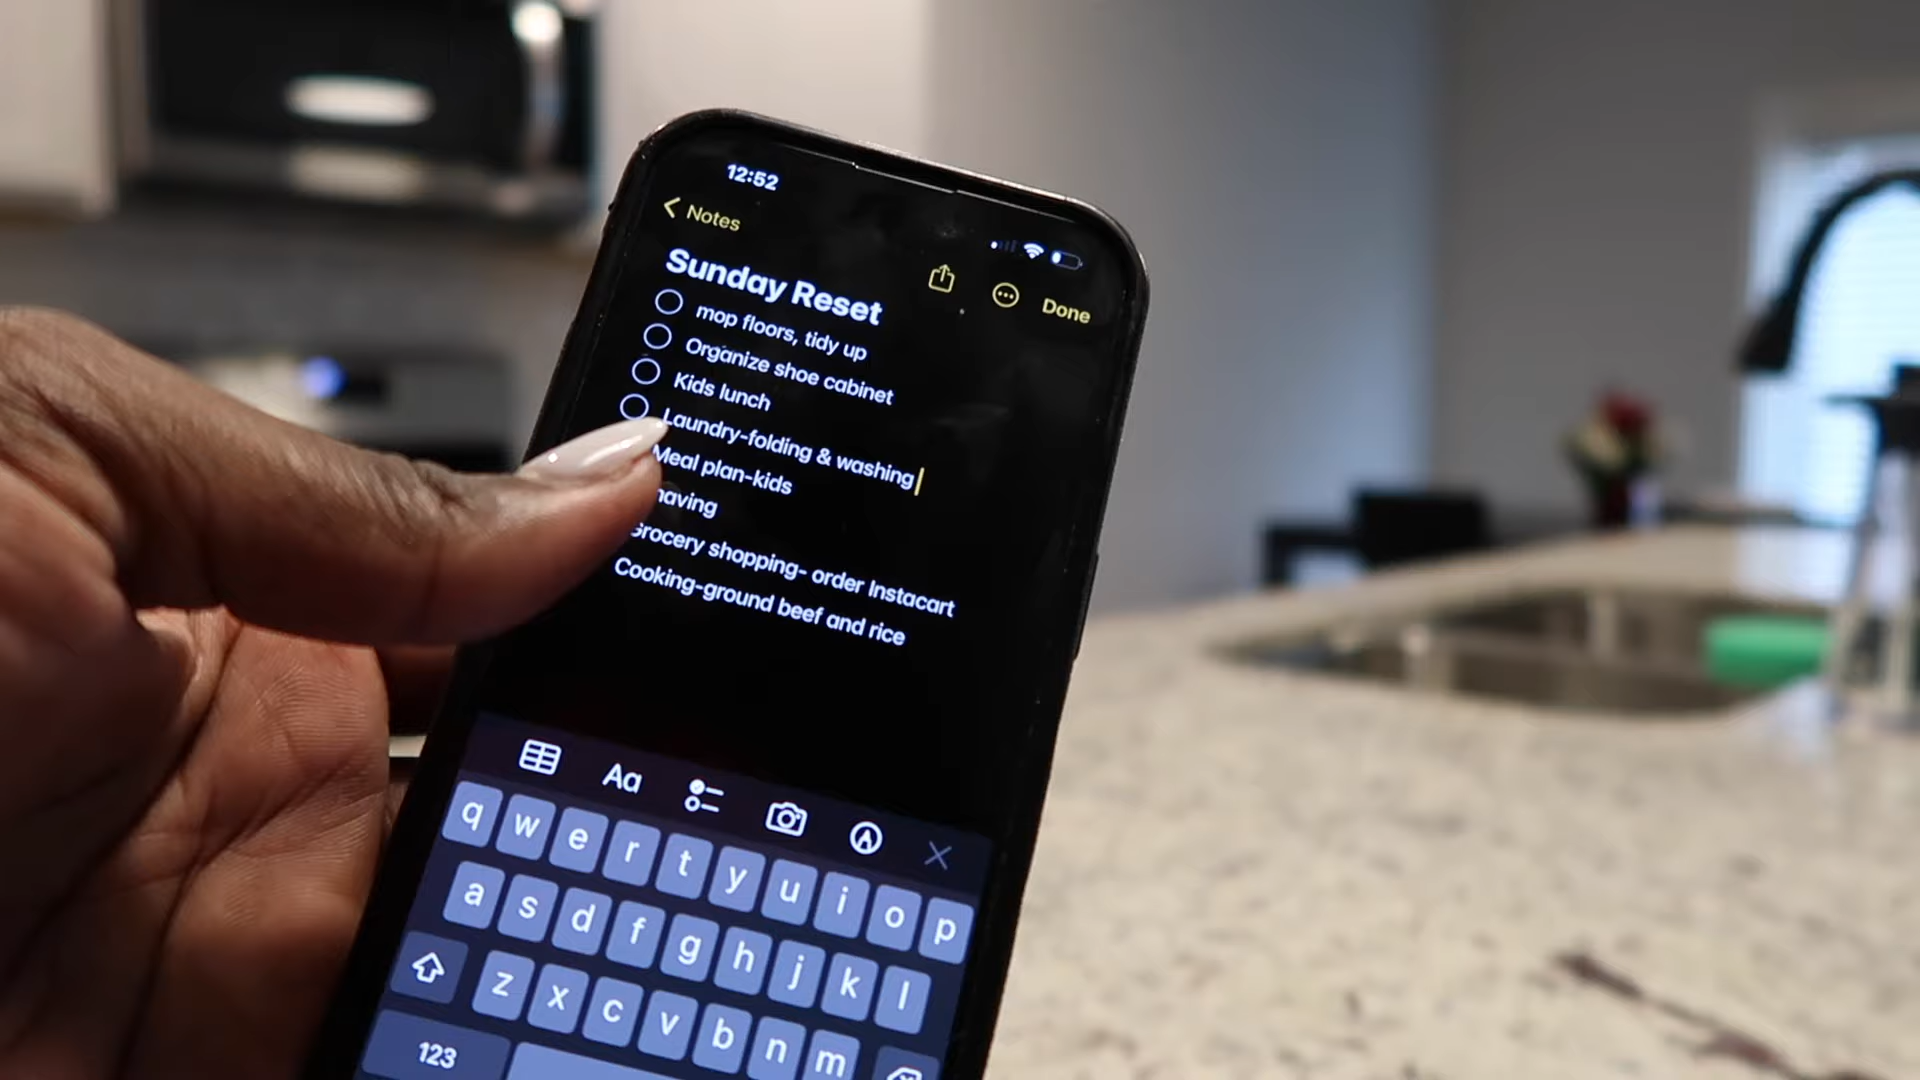 12:52
Notes
Done
Sunday Reset
mop floors, tidy up
Organize shoe cabinet
Kids lunch
Laundry-folding & washing
Meal plan-kids
having
Grocery shopping- order Instacart
Cooking-ground beef and rice
Aa
q w e r t y u i o p
a s d f g h j k l
z x c v b n m
123